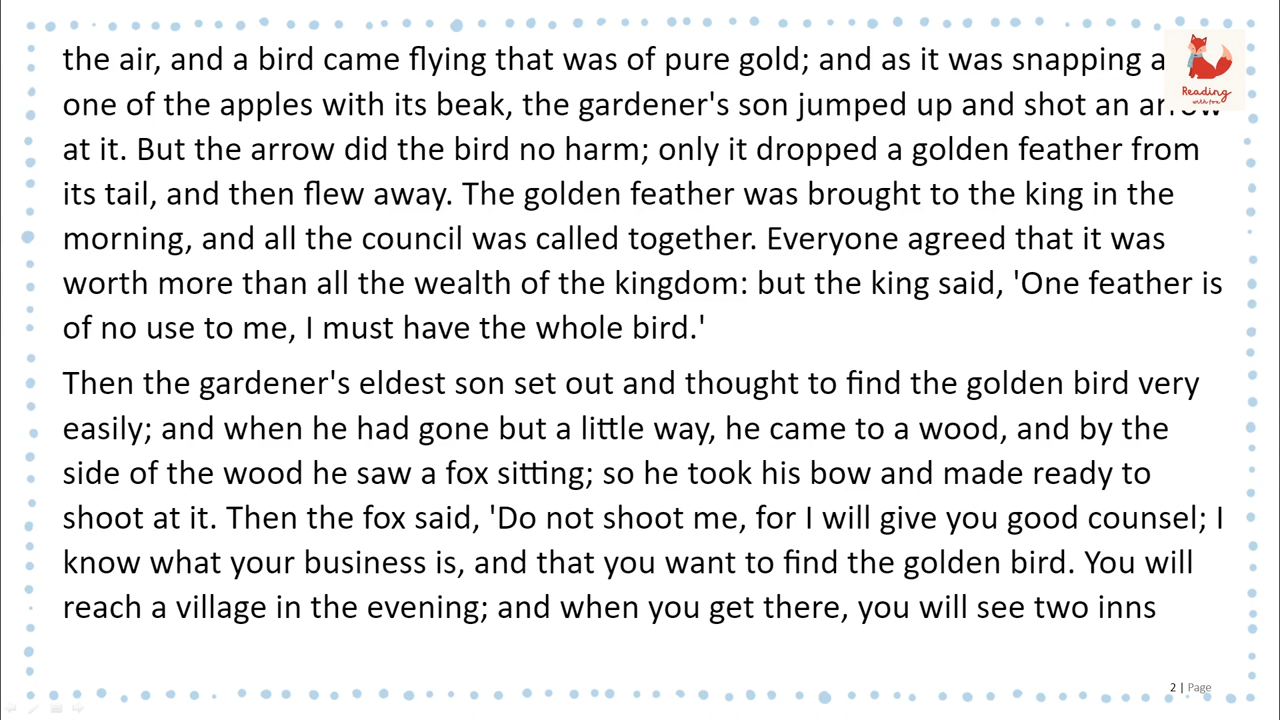 the air, and a bird came flying that was of pure gold; and as it was snapping a
one of the apples with its beak, the gardener's son jumped up and shot an arrow
at it. But the arrow did the bird no harm; only it dropped a golden feather from
its tail, and then flew away. The golden feather was brought to the king in the
morning, and all the council was called together. Everyone agreed that it was
worth more than all the wealth of the kingdom: but the king said, 'One feather is
of no use to me, I must have the whole bird.'
Then the gardener's eldest son set out and thought to find the golden bird very
easily; and when he had gone but a little way, he came to a wood, and by the
side of the wood he saw a fox sitting; so he took his bow and made ready to
shoot at it. Then the fox said, 'Do not shoot me, for I will give you good counsel; I
know what your business is, and that you want to find the golden bird. You will
reach a village in the evening; and when you get there, you will see two inns
Reading
with fox
2 | Page